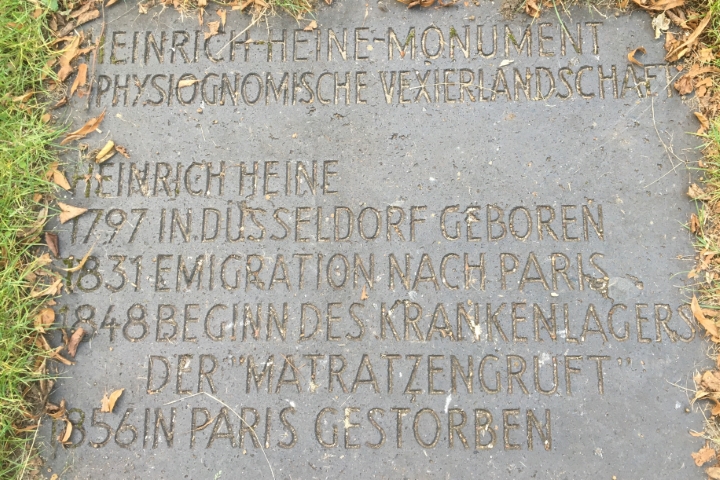 HEINRICH-HEINE-MONUMENT
PHYSIOGNOMISCHE VEXIERLANDSCHAFT
HEINRICH HEINE
1797 IN DÜSSELDORF GEBOREN
1831 EMIGRATION NACH PARIS
1848 BEGINN DES KRANKENLAGERS
DER "MATRATZENGRUFT"
1856 IN PARIS GESTORBEN